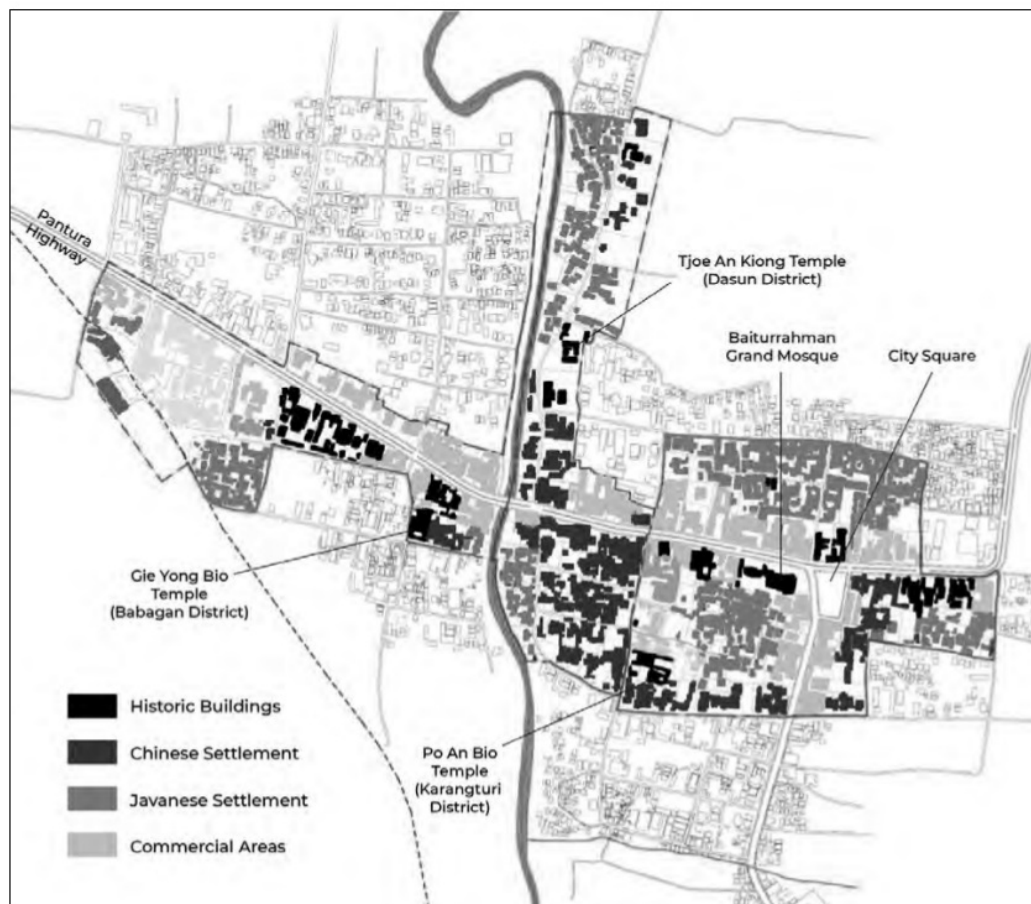 Pantura
Highway
Tjoe An Kiong Temple
(Dasun District)
Baiturrahman
Grand Mosque
City Square
Gie Yong Bio
Temple
(Babagan District)
Po An Bio
Temple
(Karangturi
District)
Historic Buildings
Chinese Settlement
Javanese Settlement
Commercial Areas